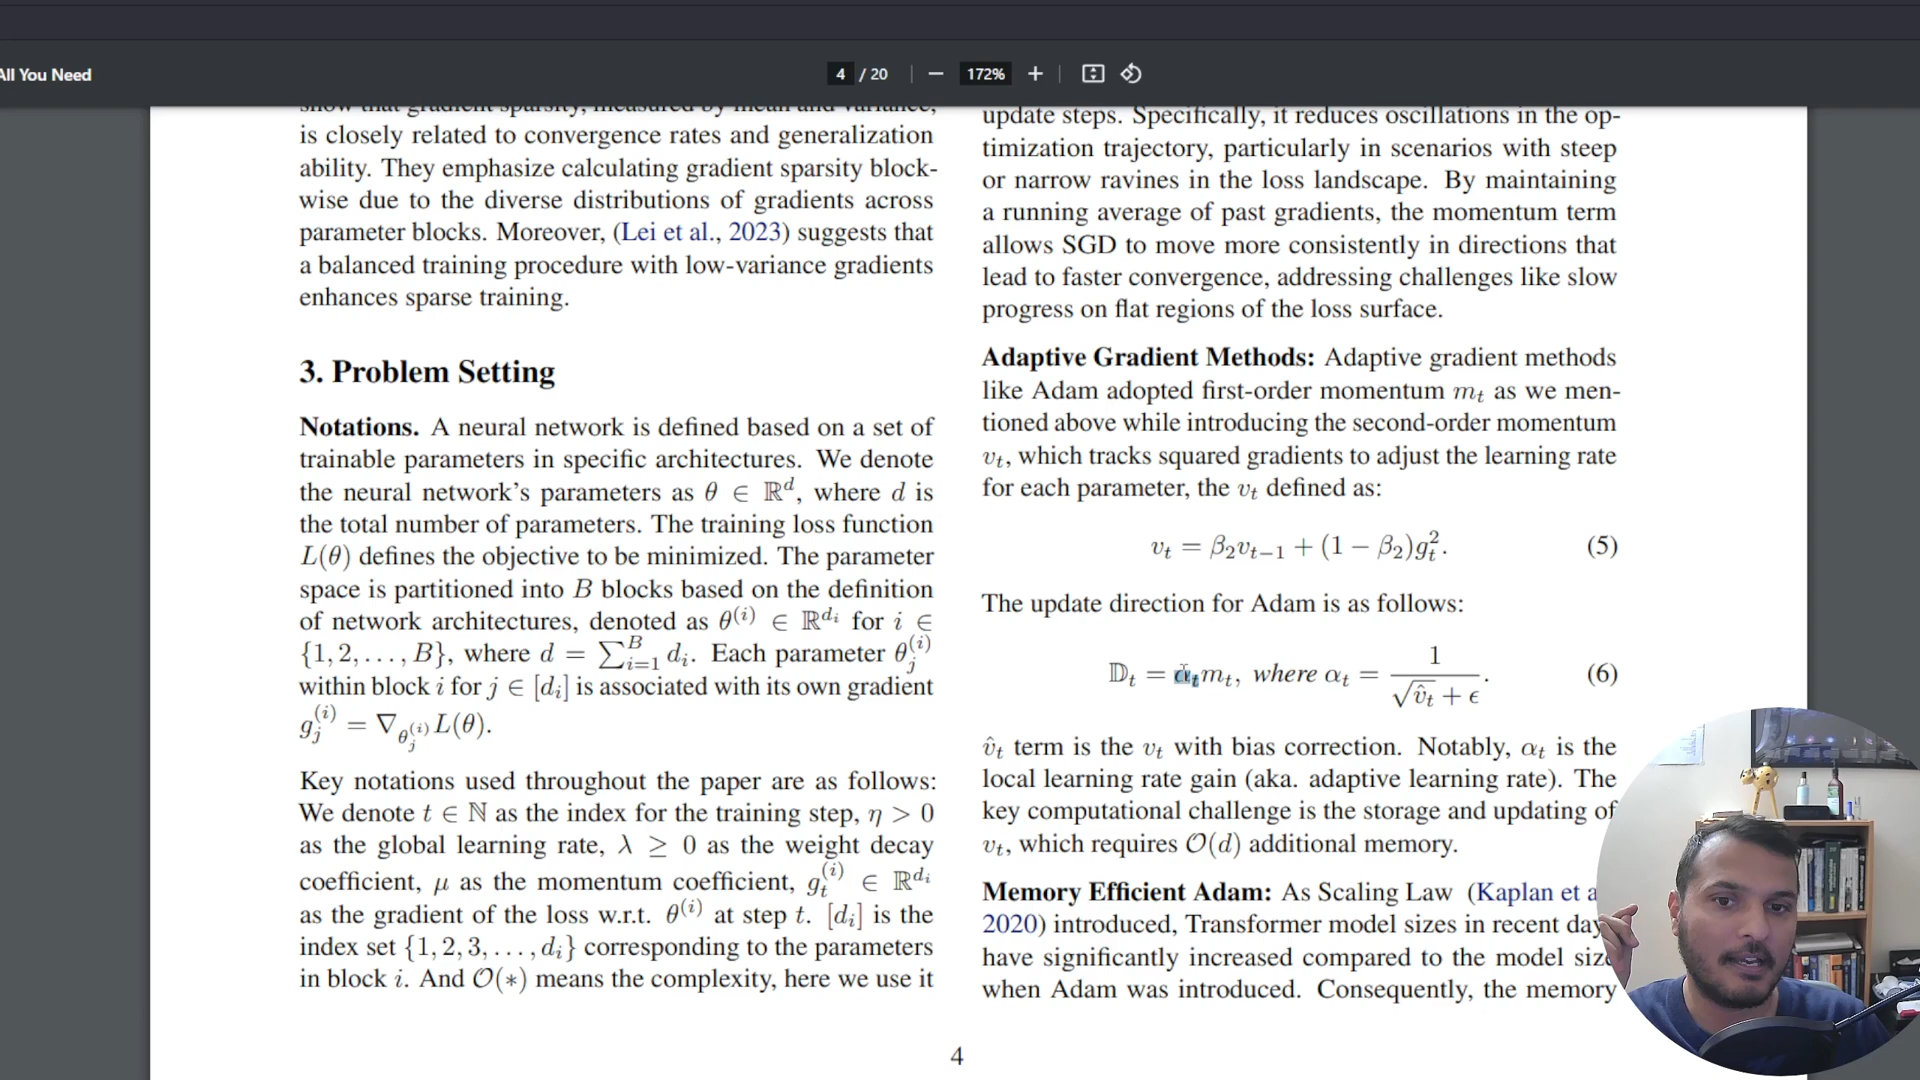 All You Need
4 / 20
172%
show that gradient sparsity, measured by mean and variance,
is closely related to convergence rates and generalization
ability. They emphasize calculating gradient sparsity block-
wise due to the diverse distributions of gradients across
parameter blocks. Moreover, (Lei et al., 2023) suggests that
a balanced training procedure with low-variance gradients
enhances sparse training.
3. Problem Setting
Notations. A neural network is defined based on a set of
trainable parameters in specific architectures. We denote
the neural network's parameters as θ ∈ ℝ^d, where d is
the total number of parameters. The training loss function
L(θ) defines the objective to be minimized. The parameter
space is partitioned into B blocks based on the definition
of network architectures, denoted as θ^(i) ∈ ℝ^{d_i} for i ∈
{1, 2, . . . , B}, where d = ∑_{i=1}^B d_i. Each parameter θ_j^(i)
within block i for j ∈ [d_i] is associated with its own gradient
g_j^(i) = ∇_{θ_j^(i)} L(θ).
Key notations used throughout the paper are as follows:
We denote t ∈ ℕ as the index for the training step, η > 0
as the global learning rate, λ ≥ 0 as the weight decay
coefficient, μ as the momentum coefficient, g_t^(i) ∈ ℝ^{d_i}
as the gradient of the loss w.r.t. θ^(i) at step t. [d_i] is the
index set {1, 2, 3, . . . , d_i} corresponding to the parameters
in block i. And O(*) means the complexity, here we use it
update steps. Specifically, it reduces oscillations in the op-
timization trajectory, particularly in scenarios with steep
or narrow ravines in the loss landscape. By maintaining
a running average of past gradients, the momentum term
allows SGD to move more consistently in directions that
lead to faster convergence, addressing challenges like slow
progress on flat regions of the loss surface.
Adaptive Gradient Methods: Adaptive gradient methods
like Adam adopted first-order momentum m_t as we men-
tioned above while introducing the second-order momentum
v_t, which tracks squared gradients to adjust the learning rate
for each parameter, the v_t defined as:
v_t = β_2 v_{t−1} + (1 − β_2)g_t^2. (5)
The update direction for Adam is as follows:
𝔻_t = α_t m_t, where α_t = 1 / (√v̂_t + ϵ). (6)
v̂_t term is the v_t with bias correction. Notably, α_t is the
local learning rate gain (aka. adaptive learning rate). The
key computational challenge is the storage and updating of
v_t, which requires O(d) additional memory.
Memory Efficient Adam: As Scaling Law (Kaplan et a
2020) introduced, Transformer model sizes in recent day
have significantly increased compared to the model size
when Adam was introduced. Consequently, the memory
4